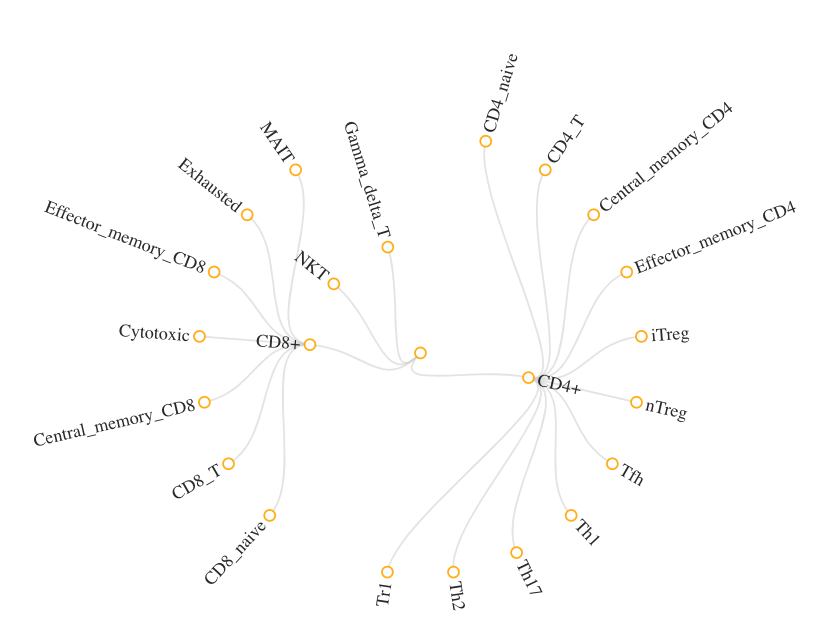 CD4_naive
CD4_T
Central_memory_CD4
Effector_memory_CD4
iTreg
nTreg
Tfh
Th1
Th17
Th2
Tr1
CD4+
CD8_naive
CD8_T
Central_memory_CD8
Cytotoxic
Effector_memory_CD8
Exhausted
MAIT
CD8+
NKT
Gamma_delta_T